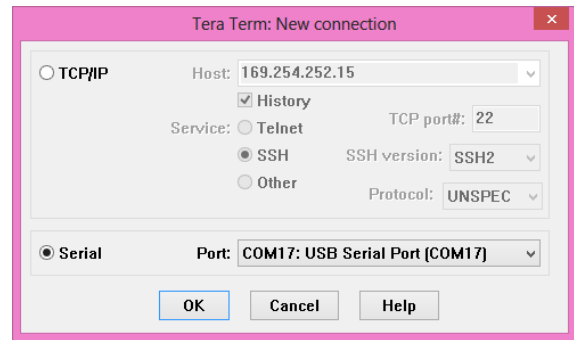 Tera Term: New connection
x
TCP/IP
Host: 169.254.252.15
History
Service: Telnet
TCP port#: 22
SSH
SSH version: SSH2
Other
Protocol: UNSPEC
Serial
Port: COM17: USB Serial Port (COM17)
OK Cancel Help